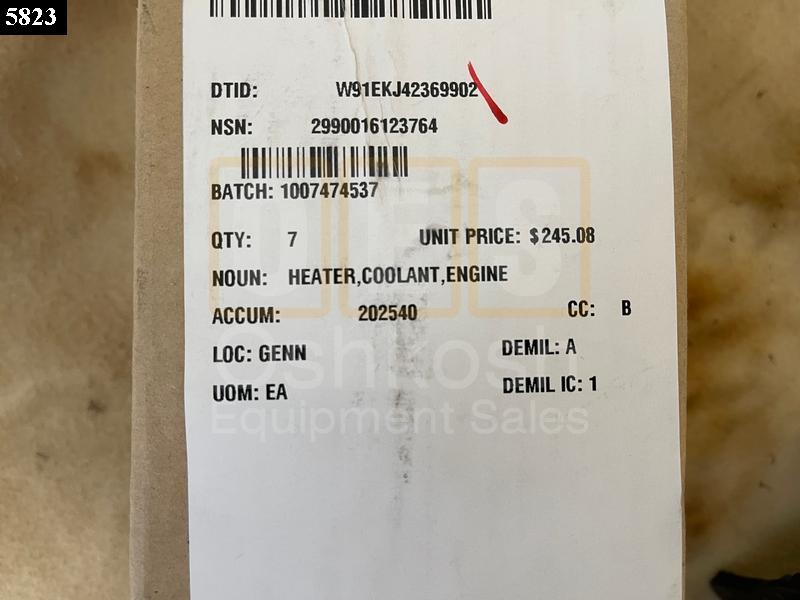 5823
DTID: W91EKJ42369902
NSN: 2990016123764
BATCH: 1007474537
QTY: 7 UNIT PRICE: $245.08
NOUN: HEATER,COOLANT,ENGINE
ACCUM: 202540 CC: B
LOC: GENN DEMIL: A
UOM: EA DEMIL IC: 1
OES
Oshkosh
Equipment Sales